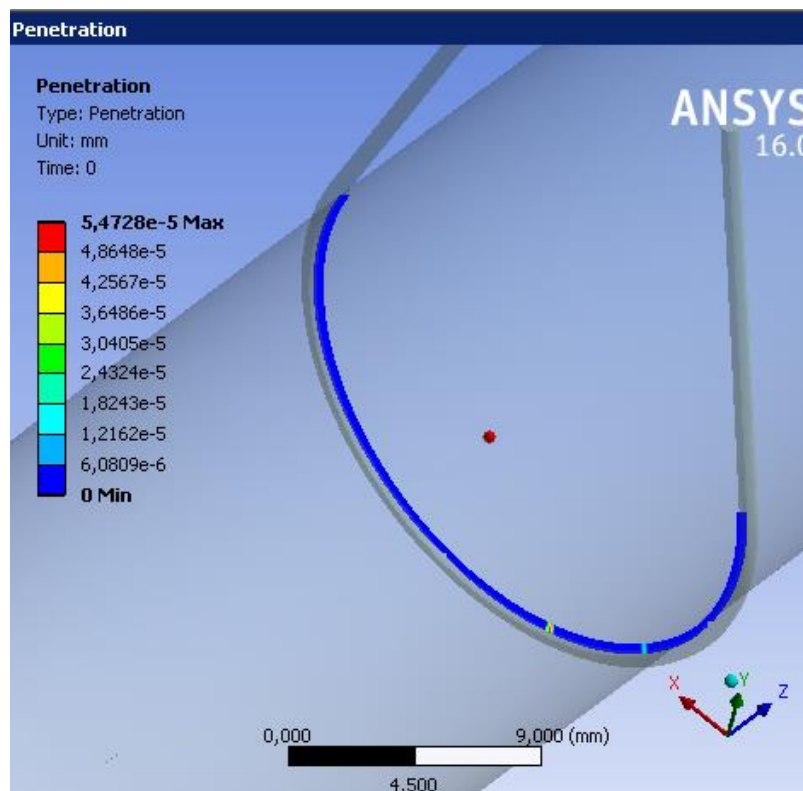 Penetration
Penetration
Type: Penetration
Unit: mm
Time: 0
ANSYS
16.0
5,4728e-5 Max
4,8648e-5
4,2567e-5
3,6486e-5
3,0405e-5
2,4324e-5
1,8243e-5
1,2162e-5
6,0809e-6
0 Min
X
Y
Z
0,000
9,000 (mm)
4,500